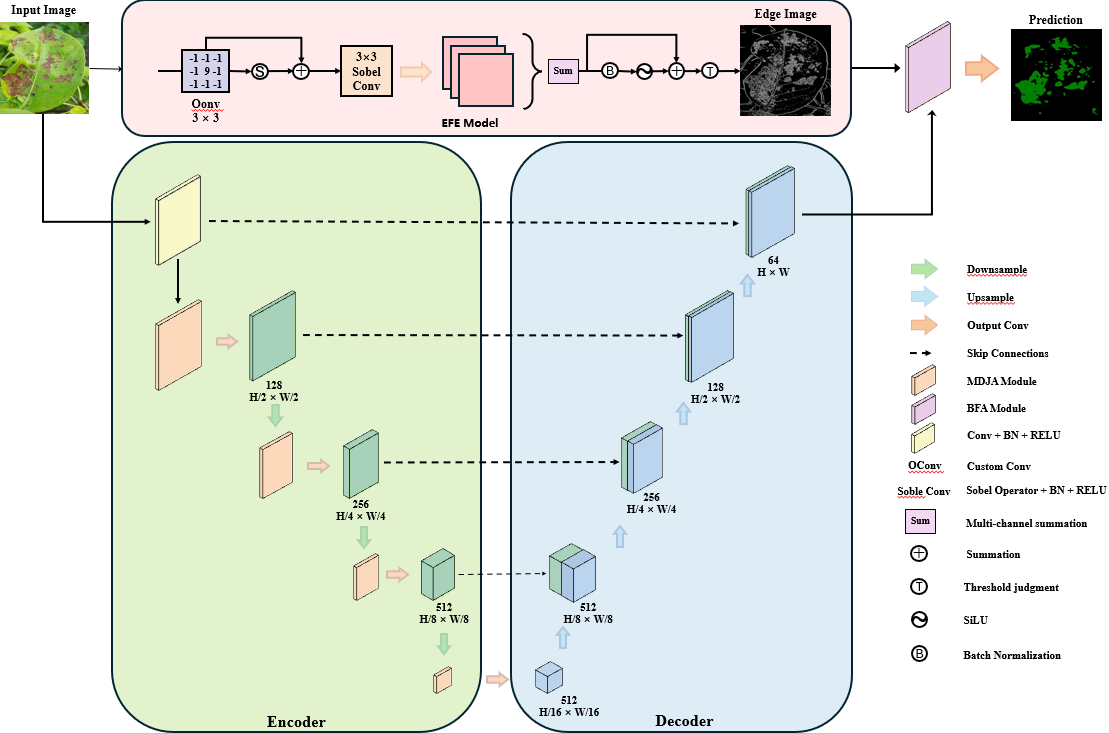 Input Image
-1 -1 -1
-1 9 -1
-1 -1 -1
Oonv
3 × 3
S
3×3
Sobel
Conv
EFE Model
Sum
B
T
Edge Image
Prediction
128
H/2 × W/2
256
H/4 × W/4
512
H/8 × W/8
Encoder
64
H × W
128
H/2 × W/2
256
H/4 × W/4
512
H/8 × W/8
512
H/16 × W/16
Decoder
Downsample
Upsample
Output Conv
Skip Connections
MDJA Module
BFA Module
Conv + BN + RELU
OConv Custom Conv
Soble Conv Sobel Operator + BN + RELU
Sum Multi-channel summation
Summation
T Threshold judgment
SiLU
B Batch Normalization